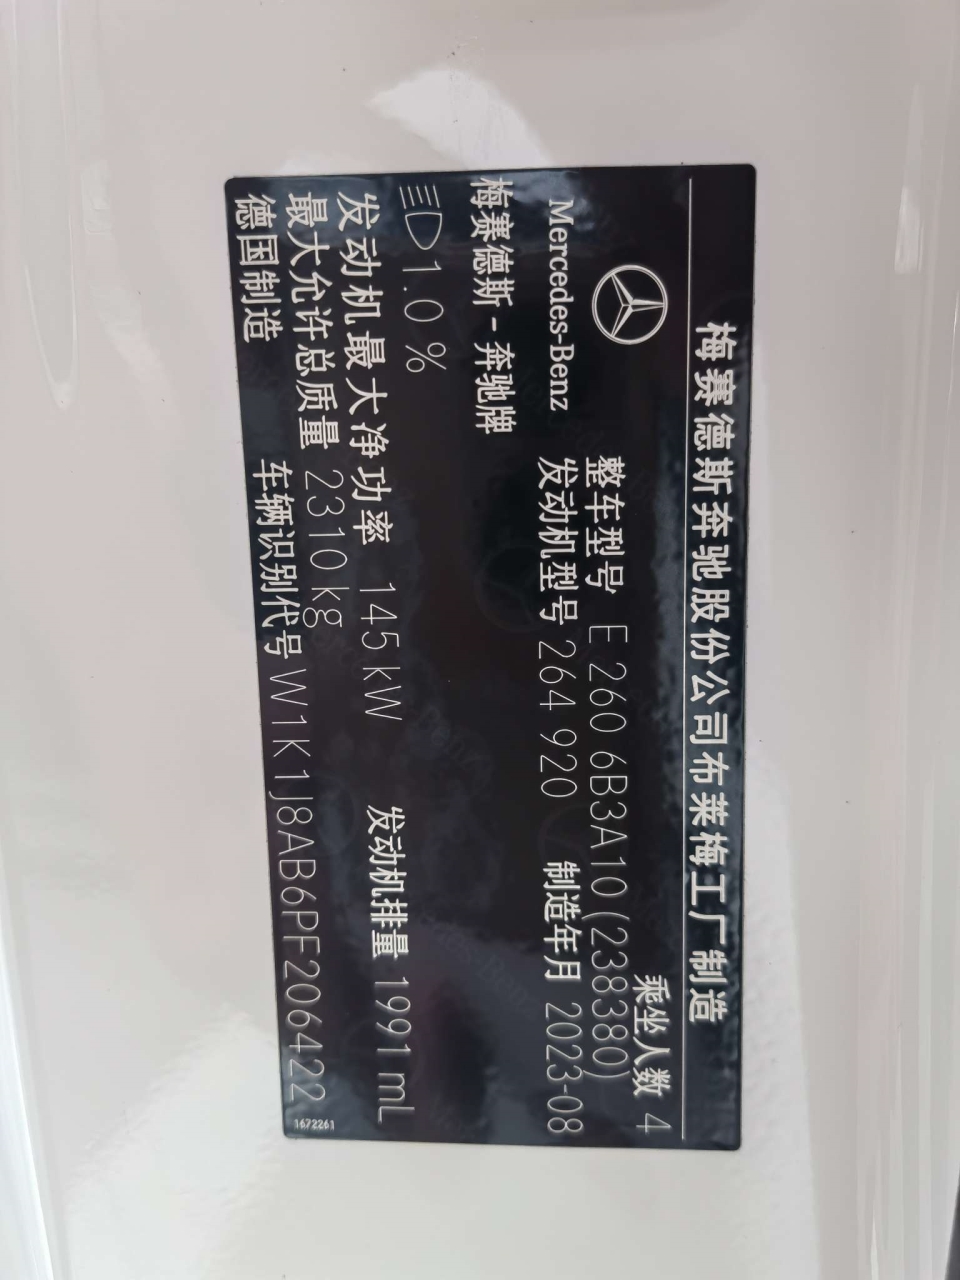 梅赛德斯奔驰股份公司布莱梅工厂制造
乘坐人数 4
整车型号 E 260 6B3A10 (238380)
Mercedes-Benz
发动机型号 264 920 制造年月 2023-08
梅赛德斯-奔驰牌
1.0 %
发动机最大净功率 145 kW 发动机排量 1991 mL
最大允许总质量 2310 kg
德国制造 车辆识别代号 W1K1J8AB6PF206422
1672261